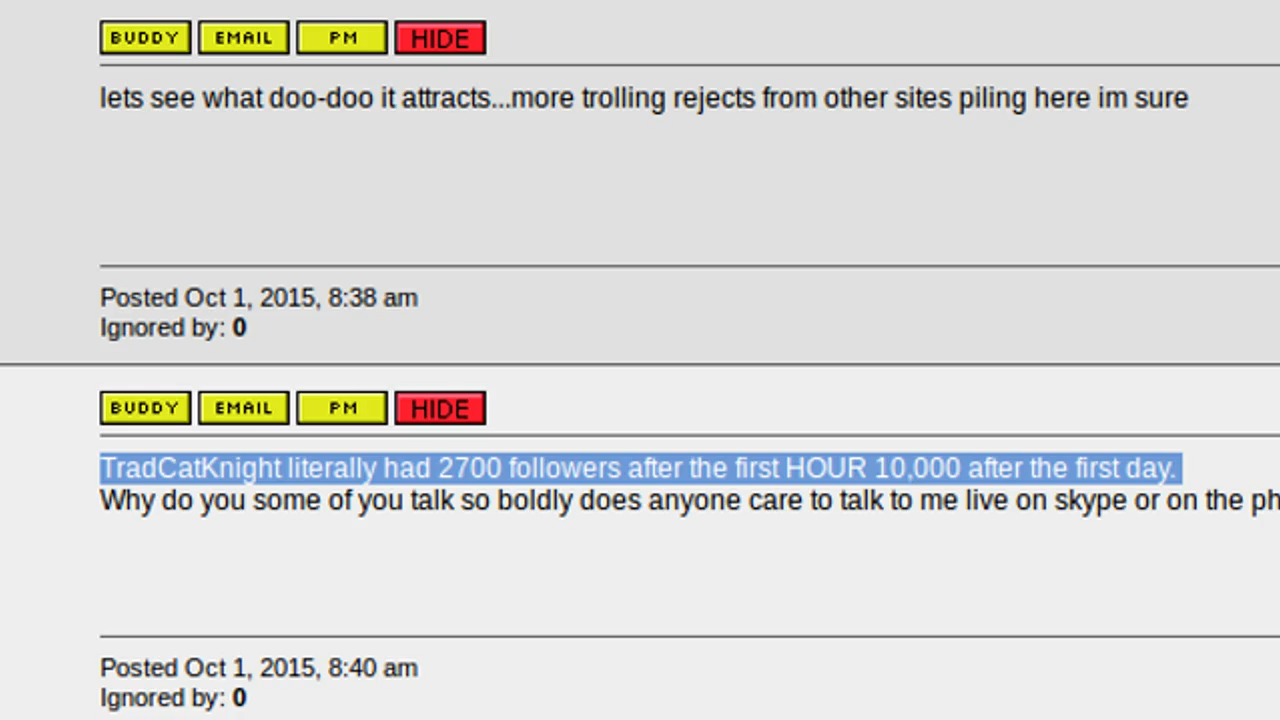 BUDDY EMAIL PM HIDE
lets see what doo-doo it attracts...more trolling rejects from other sites piling here im sure
Posted Oct 1, 2015, 8:38 am
Ignored by: 0
BUDDY EMAIL PM HIDE
TradCatKnight literally had 2700 followers after the first HOUR 10,000 after the first day.
Why do you some of you talk so boldly does anyone care to talk to me live on skype or on the
Posted Oct 1, 2015, 8:40 am
Ignored by: 0